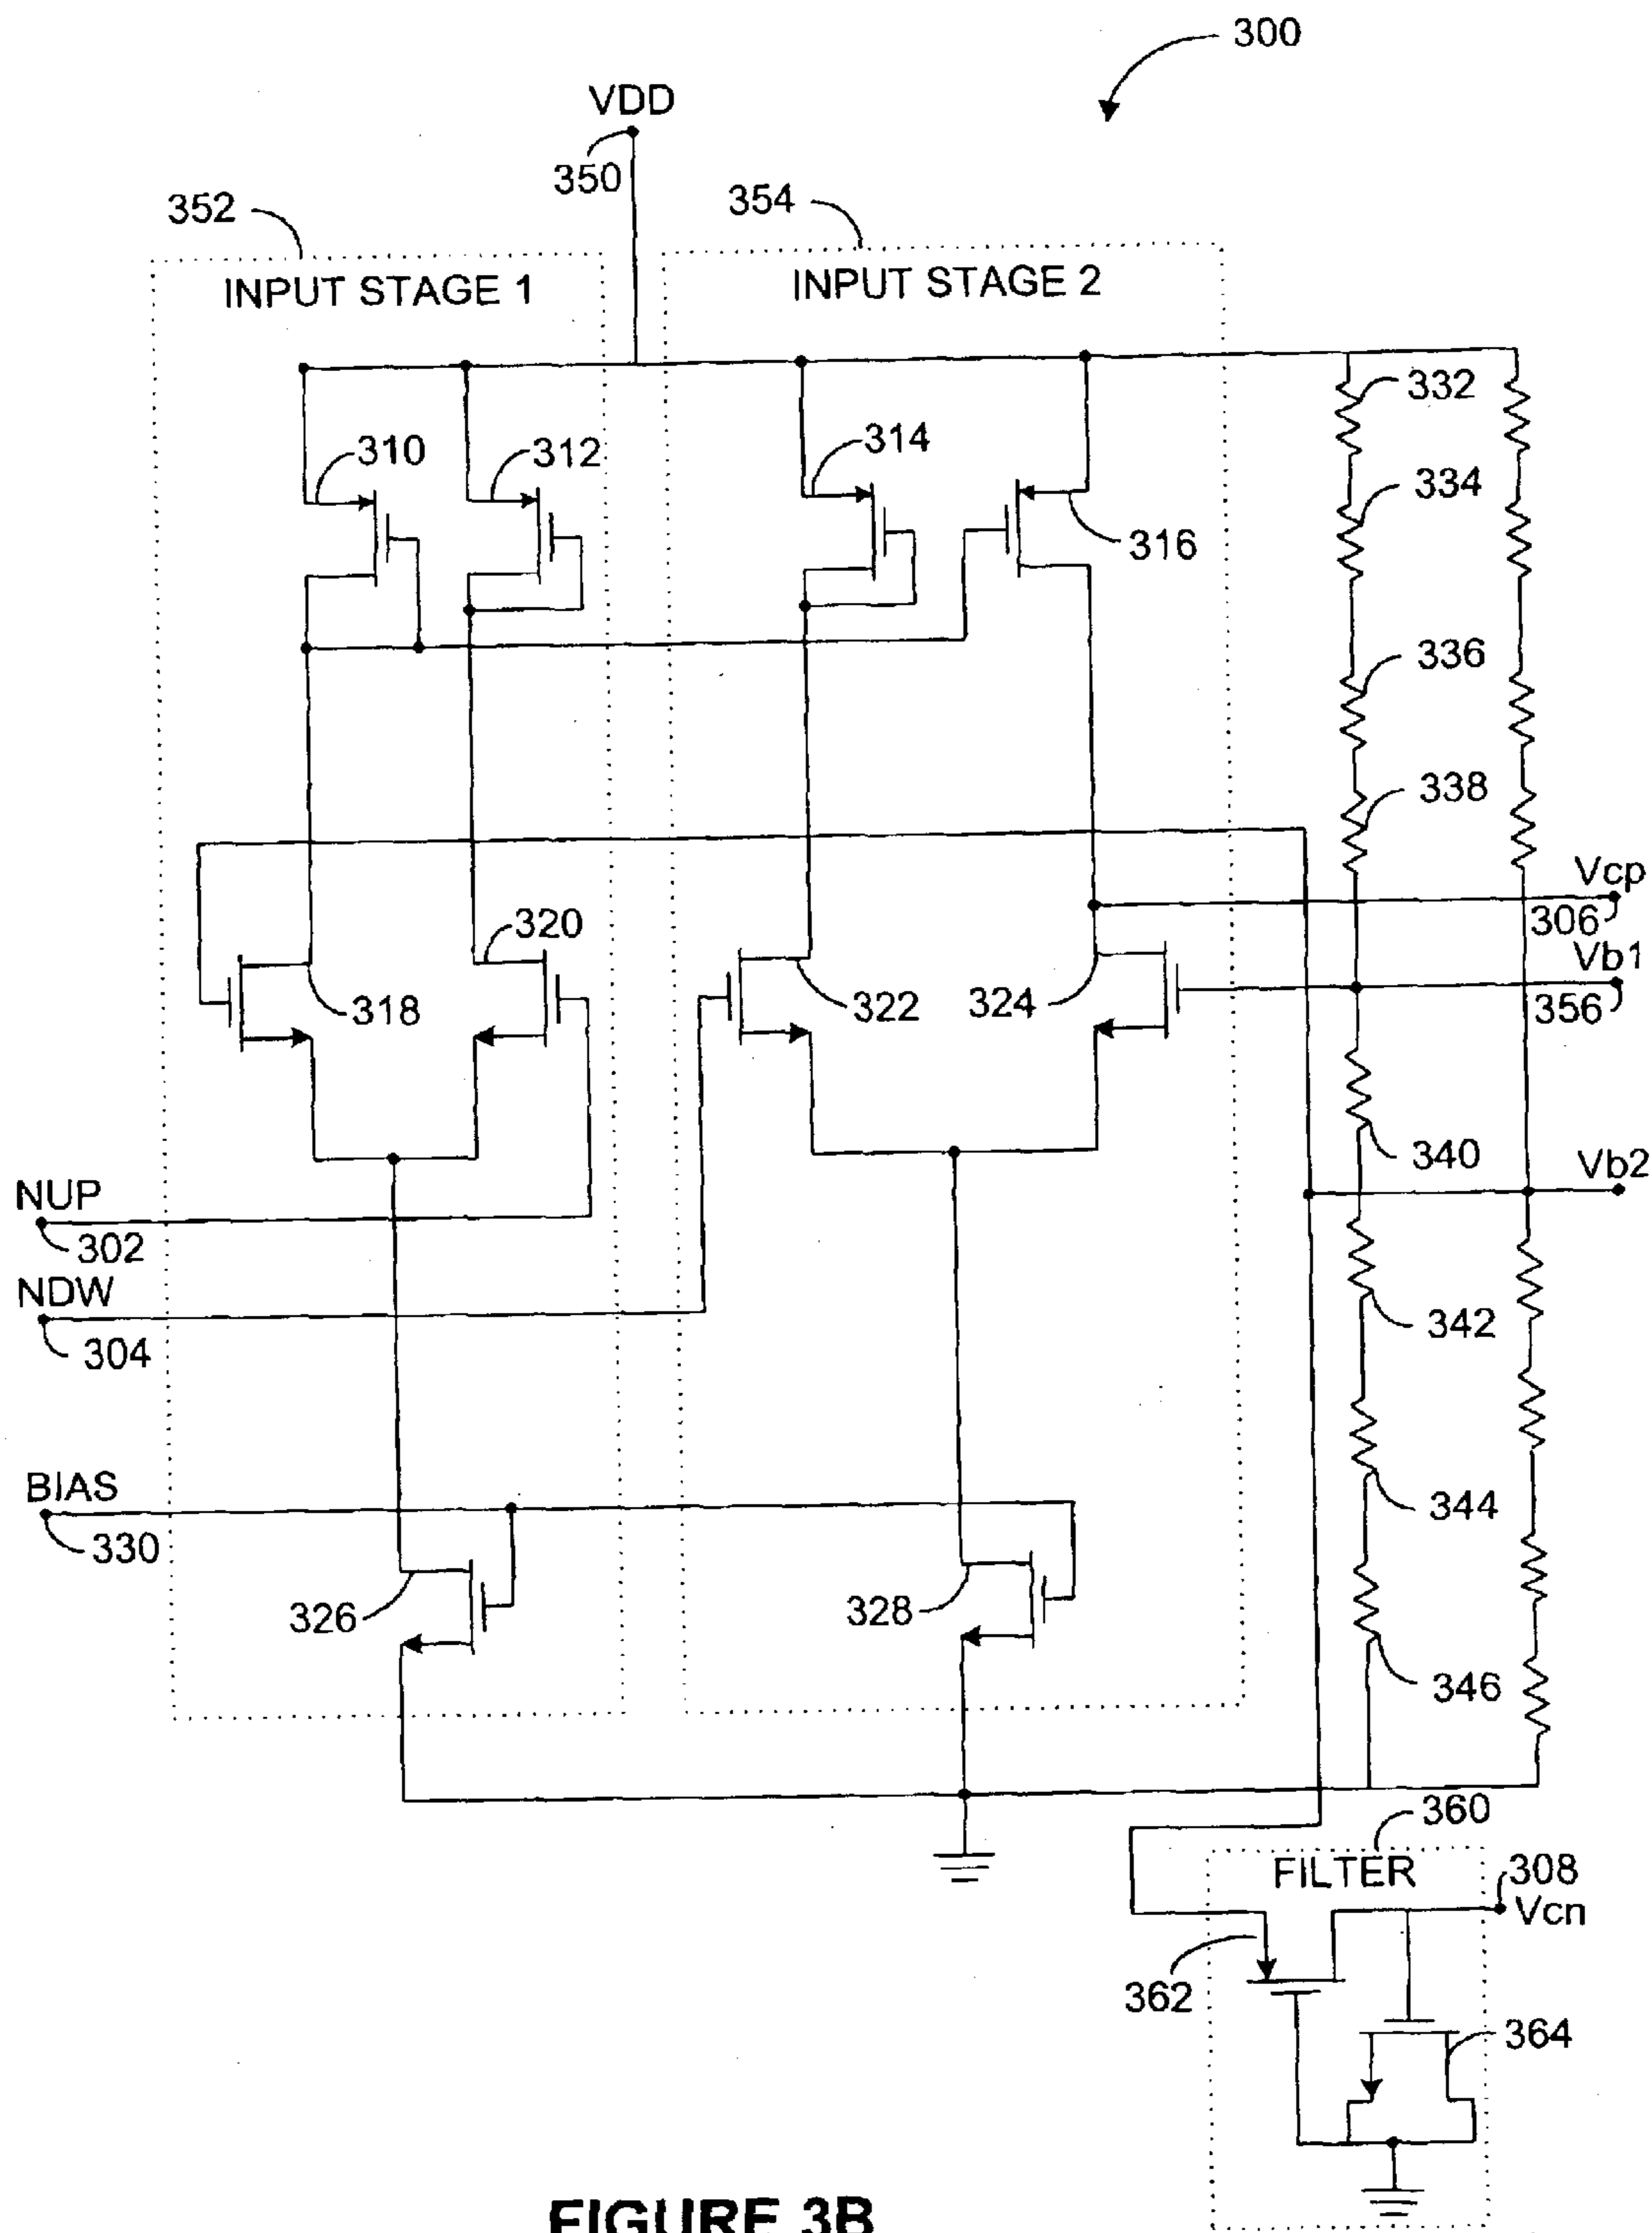 300
VDD
350
352
354
INPUT STAGE 1
INPUT STAGE 2
332
310
312
314
334
316
336
338
Vcp
306
320
Vb1
318
322
324
356
340
Vb2
NUP
302
NDW
304
342
BIAS
330
344
326
328
346
360
FILTER
308
Vcn
362
364
FIGURE 3B